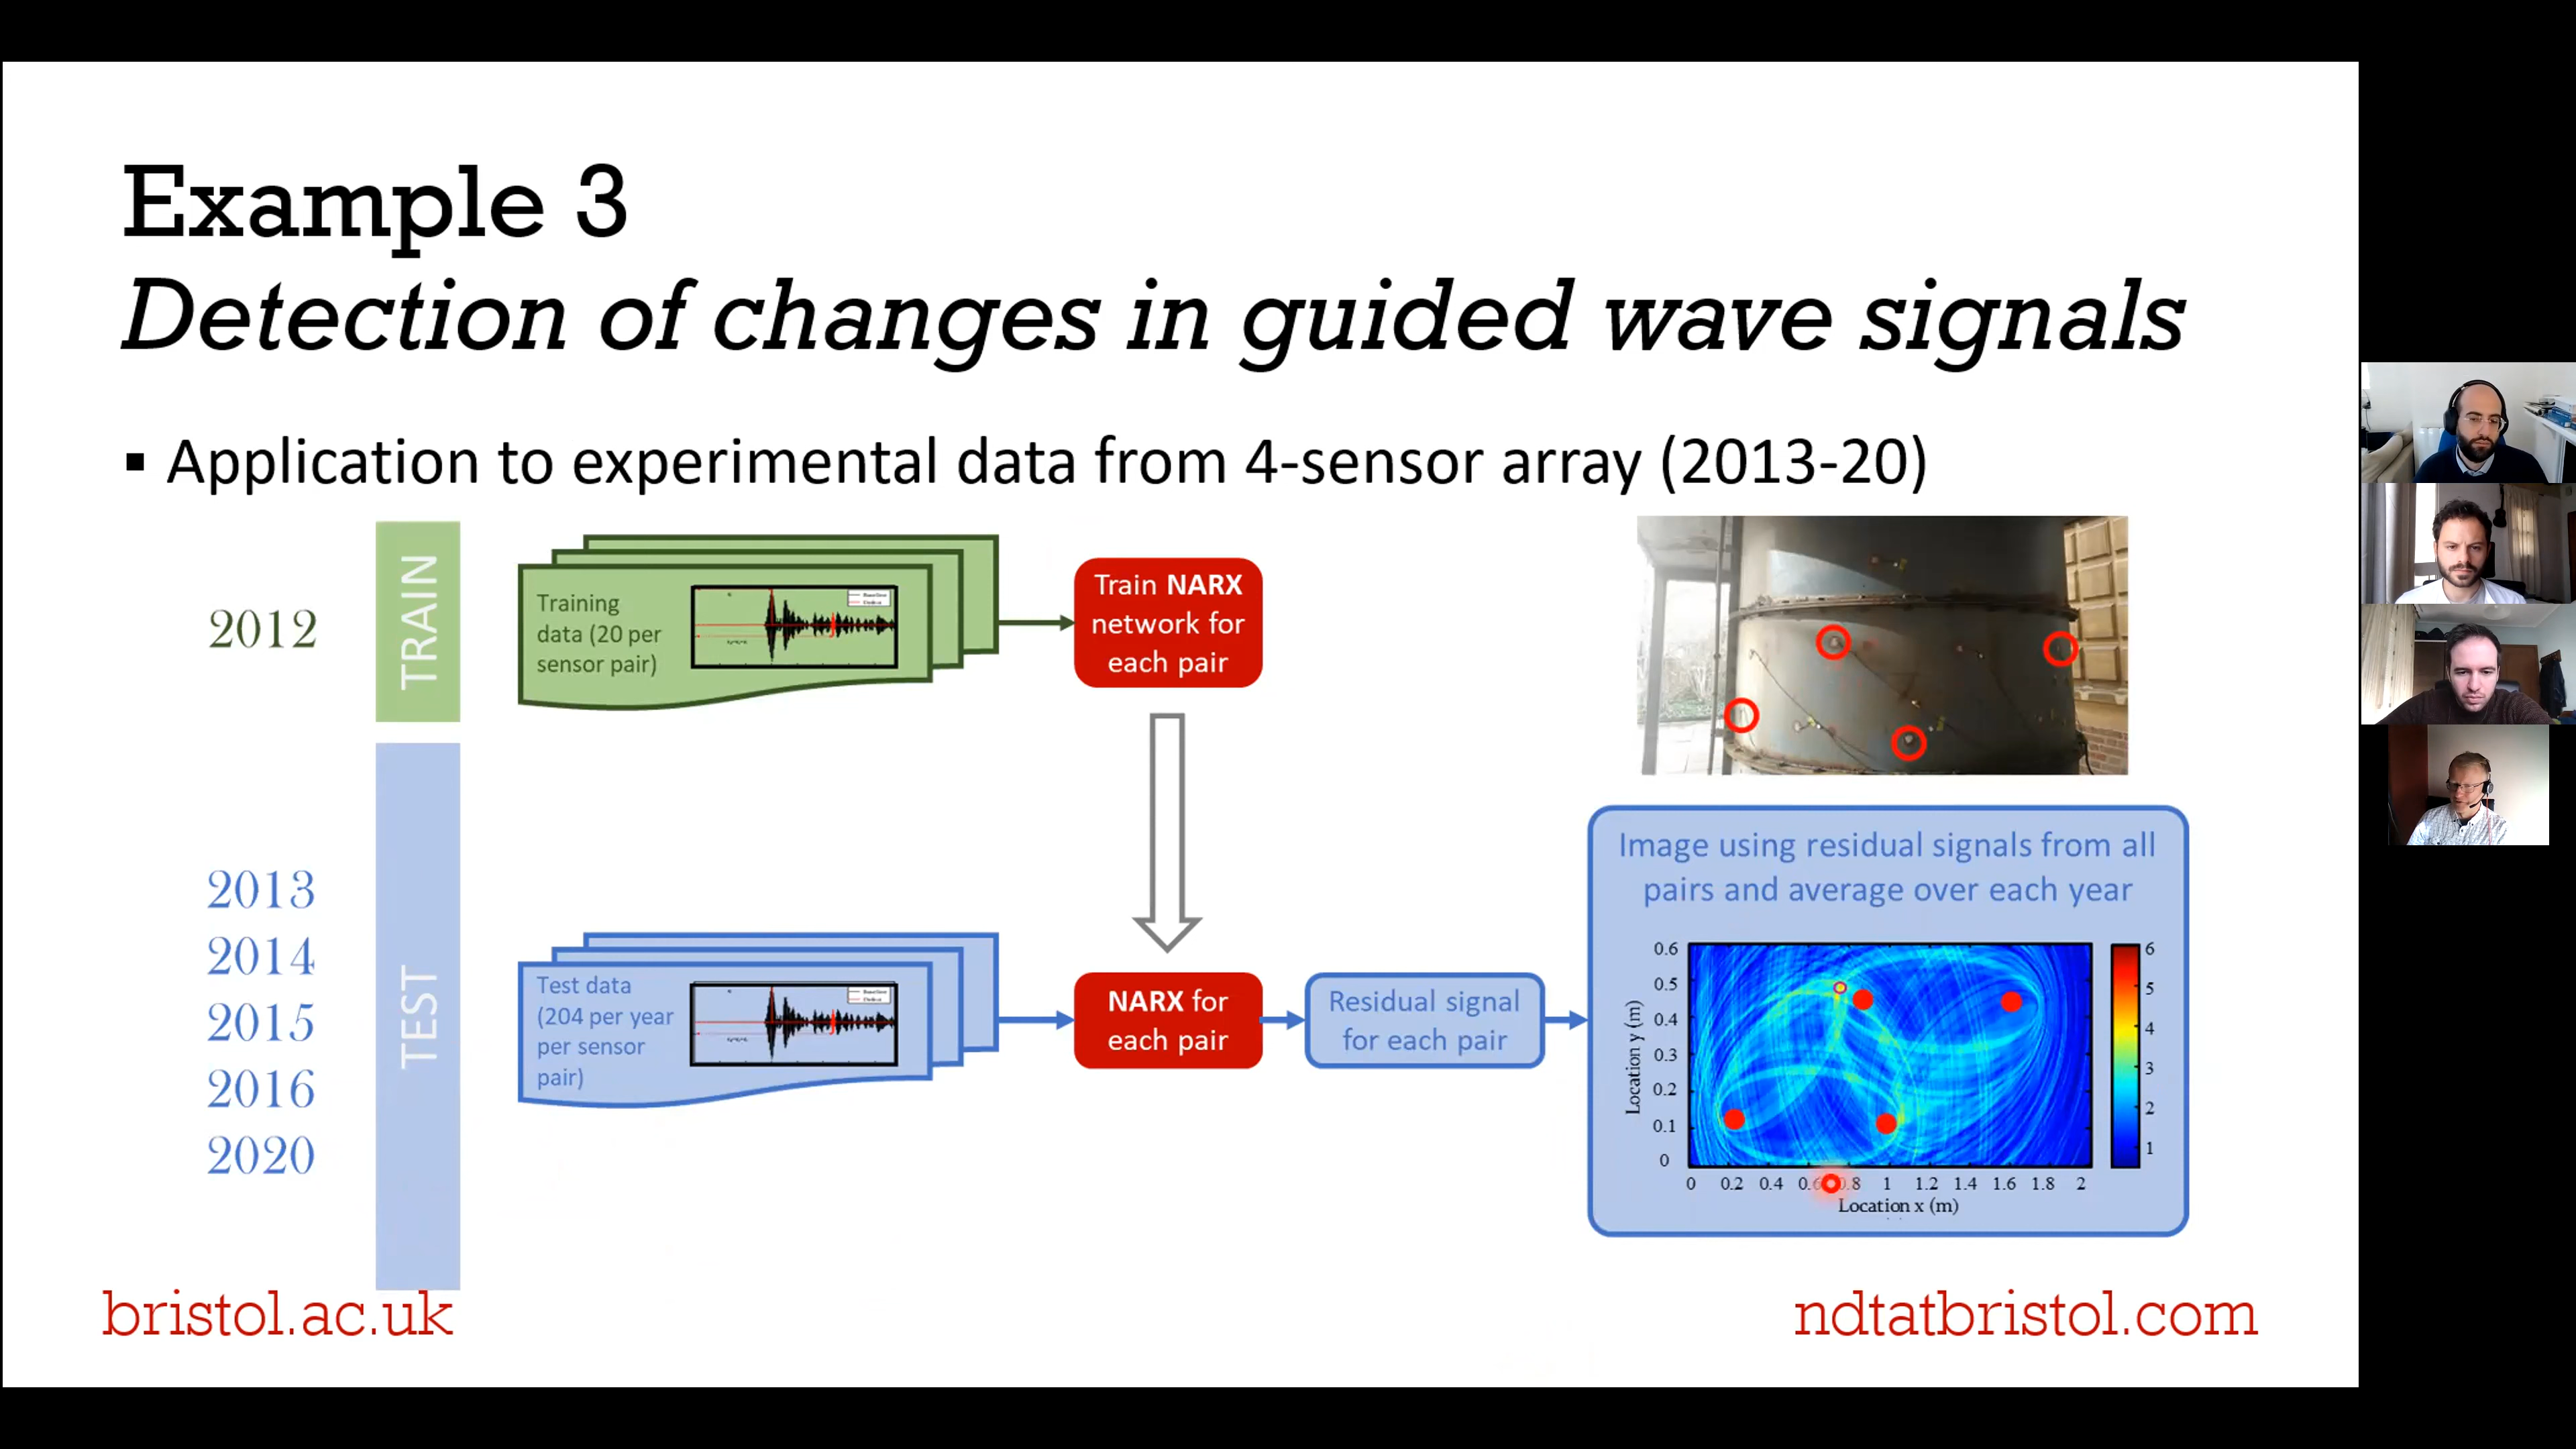 Example 3
Detection of changes in guided wave signals
▪ Application to experimental data from 4-sensor array (2013-20)
2012
TRAIN
Training
data (20 per
sensor pair)
Train NARX
network for
each pair
2013
2014
2015
2016
2020
TEST
Test data
(204 per year
per sensor
pair)
NARX for
each pair
Residual signal
for each pair
Image using residual signals from all
pairs and average over each year
0.6
0.5
0.4
0.3
0.2
0.1
0
Location y (m)
6
5
4
3
2
1
0 0.2 0.4 1 1.2 1.4 1.6 1.8 2
Location x (m)
bristol.ac.uk
ndtatbristol.com